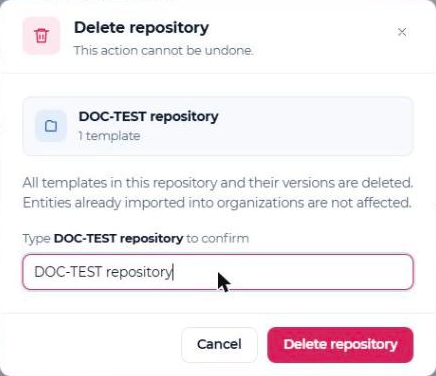 Delete repository
This action cannot be undone.
DOC-TEST repository
1 template
All templates in this repository and their versions are deleted.
Entities already imported into organizations are not affected.
Type DOC-TEST repository to confirm
DOC-TEST repository
Cancel
Delete repository